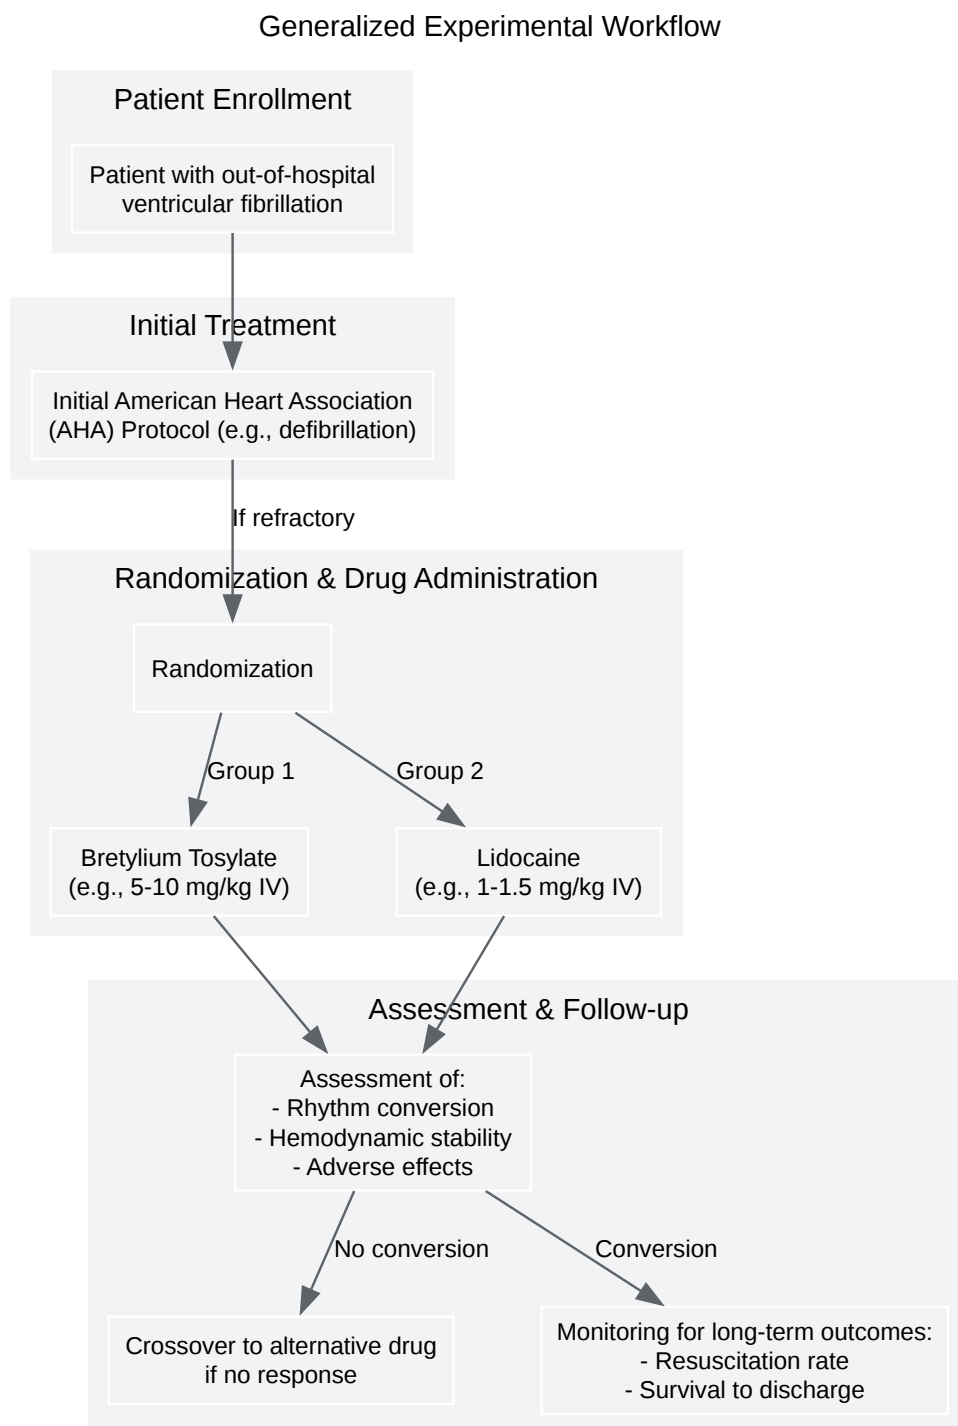 Generalized Experimental Workflow
Patient Enrollment
Patient with out-of-hospital
ventricular fibrillation
Initial Treatment
Initial American Heart Association
(AHA) Protocol (e.g., defibrillation)
If refractory
Randomization & Drug Administration
Randomization
Group 1
Group 2
Bretylium Tosylate
(e.g., 5-10 mg/kg IV)
Lidocaine
(e.g., 1-1.5 mg/kg IV)
Assessment & Follow-up
Assessment of:
- Rhythm conversion
- Hemodynamic stability
- Adverse effects
No conversion
Conversion
Crossover to alternative drug
if no response
Monitoring for long-term outcomes:
- Resuscitation rate
- Survival to discharge